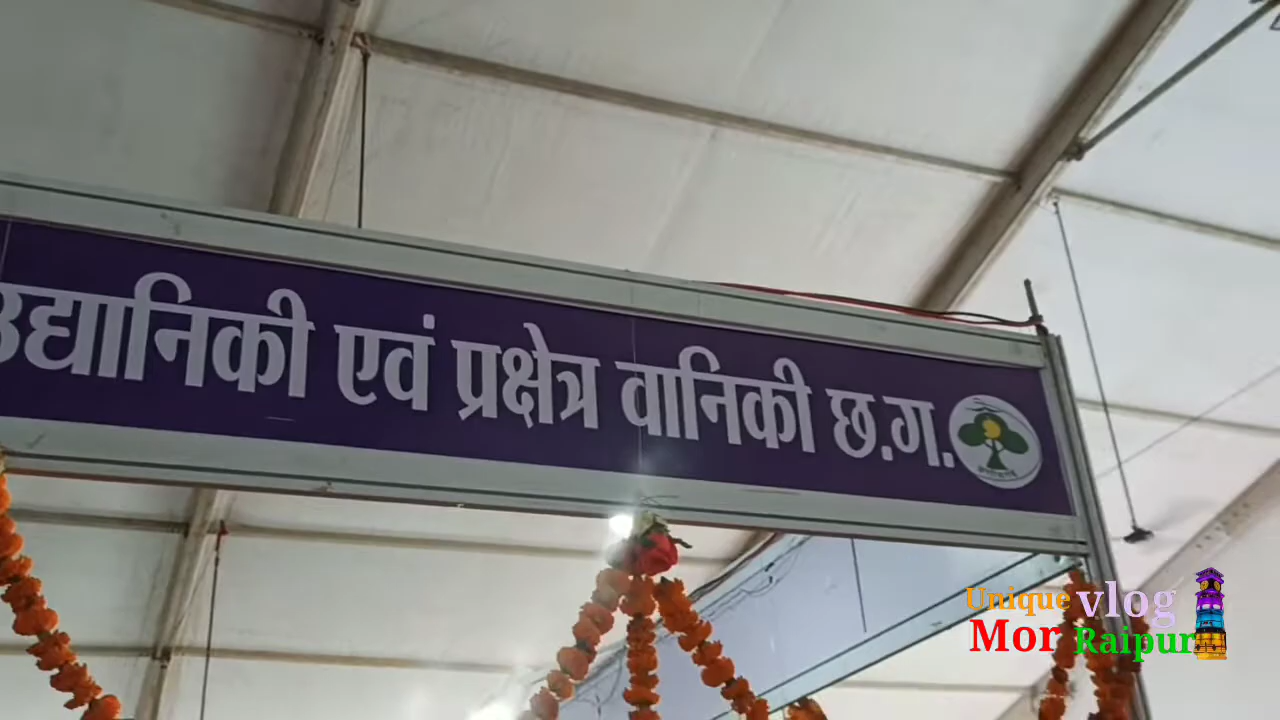 उद्यानिकी एवं प्रक्षेत्र वानिकी छ.ग.
Unique vlog
Mor Raipur